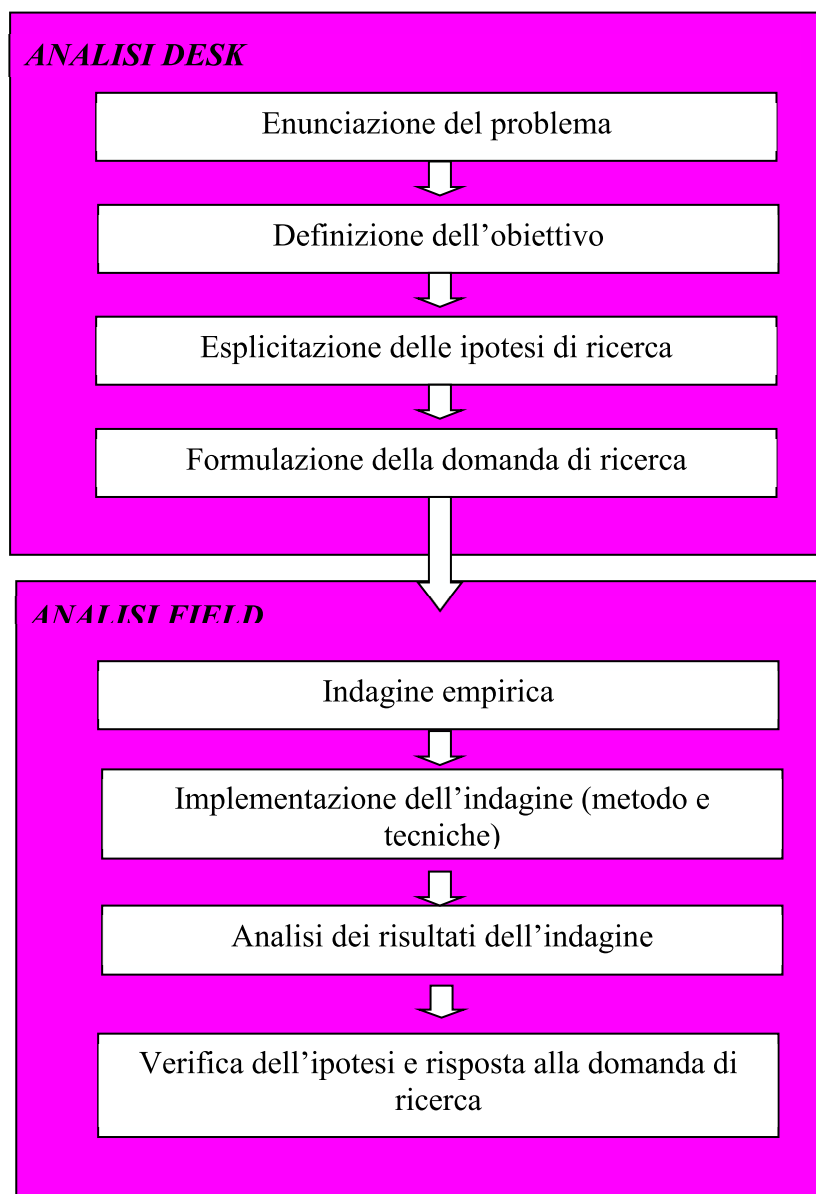 ANALISI DESK
Enunciazione del problema
Definizione dell’obiettivo
Esplicitazione delle ipotesi di ricerca
Formulazione della domanda di ricerca
ANALISI FIELD
Indagine empirica
Implementazione dell’indagine (metodo e
tecniche)
Analisi dei risultati dell’indagine
Verifica dell’ipotesi e risposta alla domanda di
ricerca